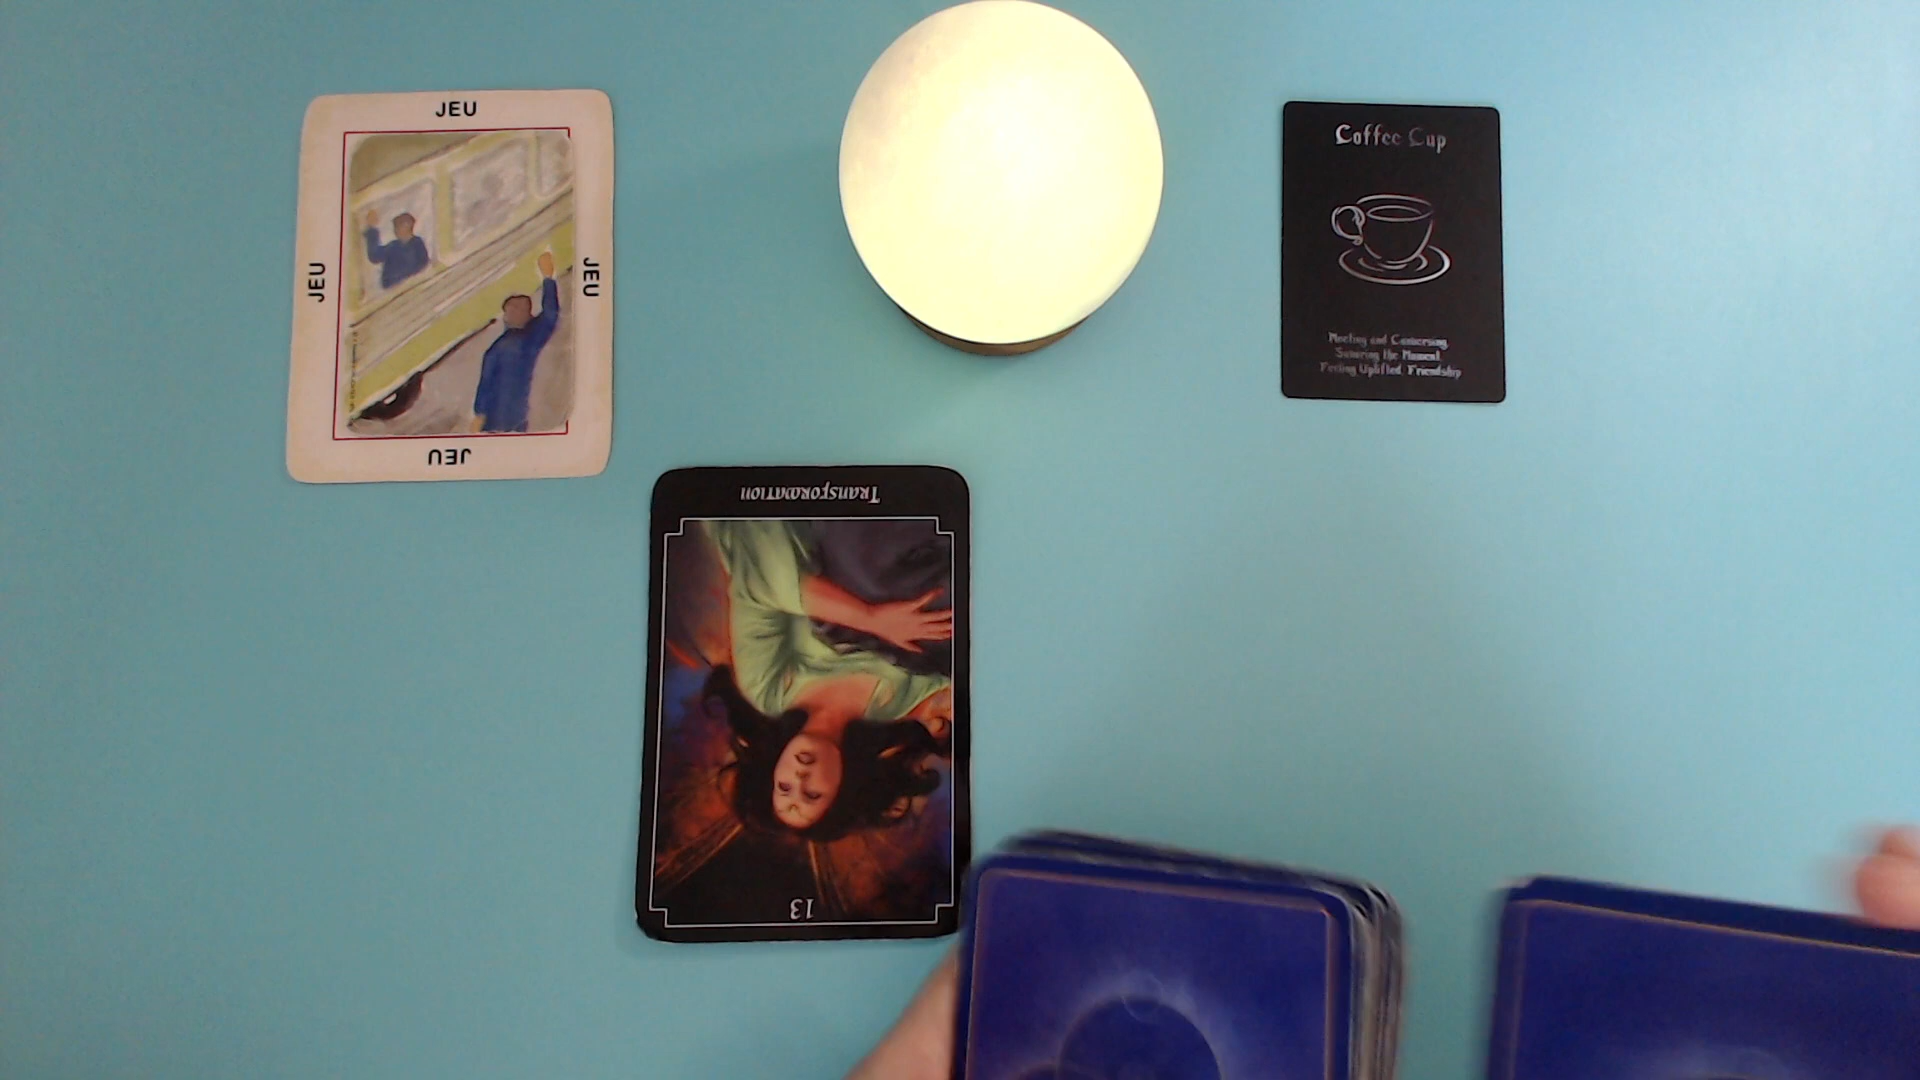 JEU
JEU
JEU
JEU
Coffee Cup
Meeting and Conversing,
Savoring the Moment,
Feeling Uplifted, Friendship
Transformation
13